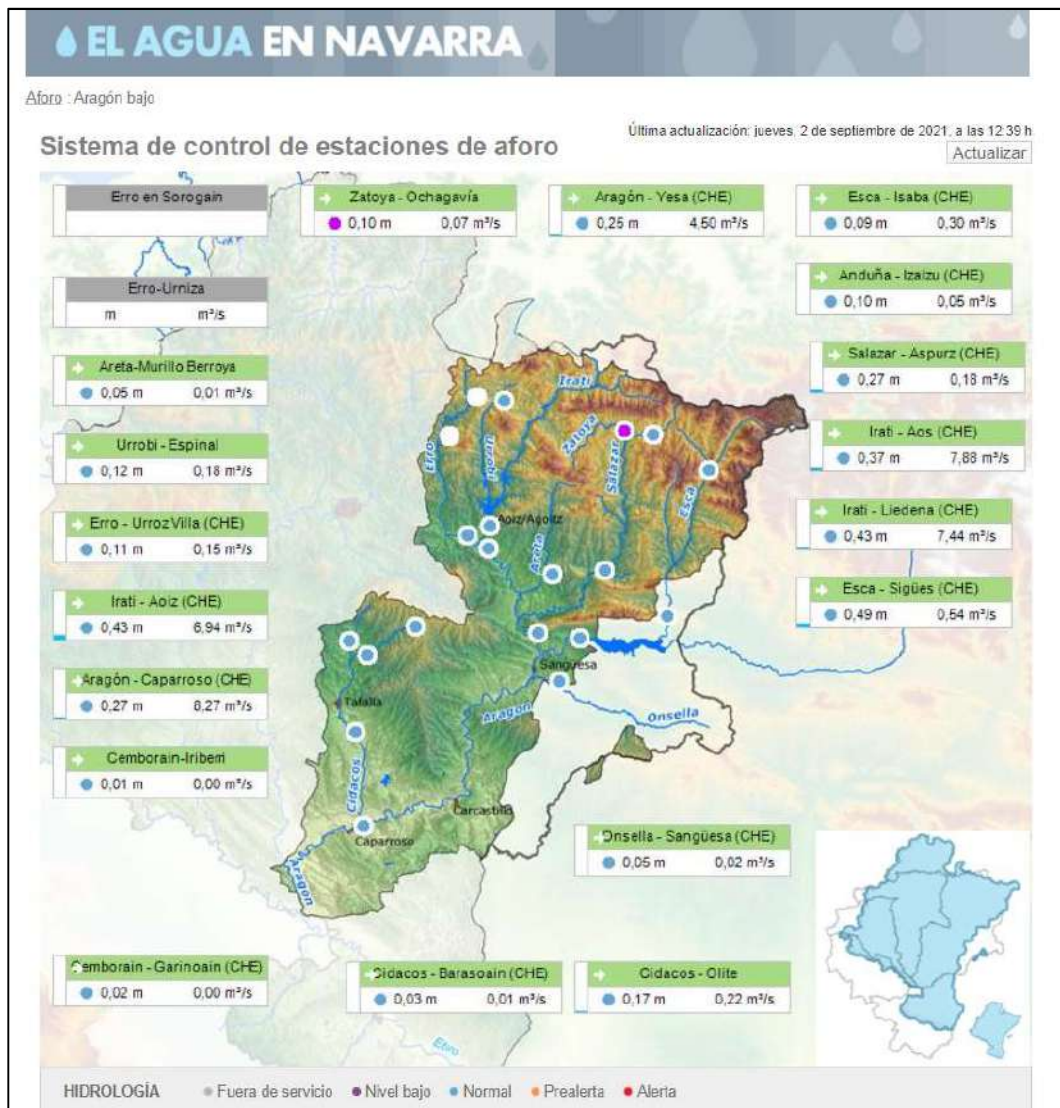 EL AGUA EN NAVARRA
Aforo : Aragón bajo
Última actualización: jueves, 2 de septiembre de 2021, a las 12:39 h
Sistema de control de estaciones de aforo
Actualizar
Erro en Sorogain
Zatoya - Ochagavía
0,10 m 0,07 m³/s
Aragón - Yesa (CHE)
0,25 m 4,50 m³/s
Esca - Isaba (CHE)
0,09 m 0,30 m³/s
Erro-Urniza
m m³/s
Anduña - Izalzu (CHE)
0,10 m 0,05 m³/s
Areta-Murillo Berroya
0,05 m 0,01 m³/s
Salazar - Aspurz (CHE)
0,27 m 0,18 m³/s
Urrobi - Espinal
0,12 m 0,18 m³/s
Irati - Aos (CHE)
0,37 m 7,88 m³/s
Erro - UrrozVilla (CHE)
0,11 m 0,15 m³/s
Irati - Liedena (CHE)
0,43 m 7,44 m³/s
Irati - Aoiz (CHE)
0,43 m 6,94 m³/s
Esca - Sigües (CHE)
0,49 m 0,54 m³/s
Aragón - Caparroso (CHE)
0,27 m 8,27 m³/s
Cemborain-Iriberri
0,01 m 0,00 m³/s
Irati
Zatoya
Erro
Urrobi
Salazar
Esca
Aoiz/Agoitz
Areta
Sangüesa
Tafalla
Aragón
Onsella
Cidacos
Carcastillo
Caparroso
Aragón
Onsella - Sangüesa (CHE)
0,05 m 0,02 m³/s
Cemborain - Garinoain (CHE)
0,02 m 0,00 m³/s
Cidacos - Barasoain (CHE)
0,03 m 0,01 m³/s
Cidacos - Olite
0,17 m 0,22 m³/s
Ebro
HIDROLOGÍA Fuera de servicio Nivel bajo Normal Prealerta Alerta